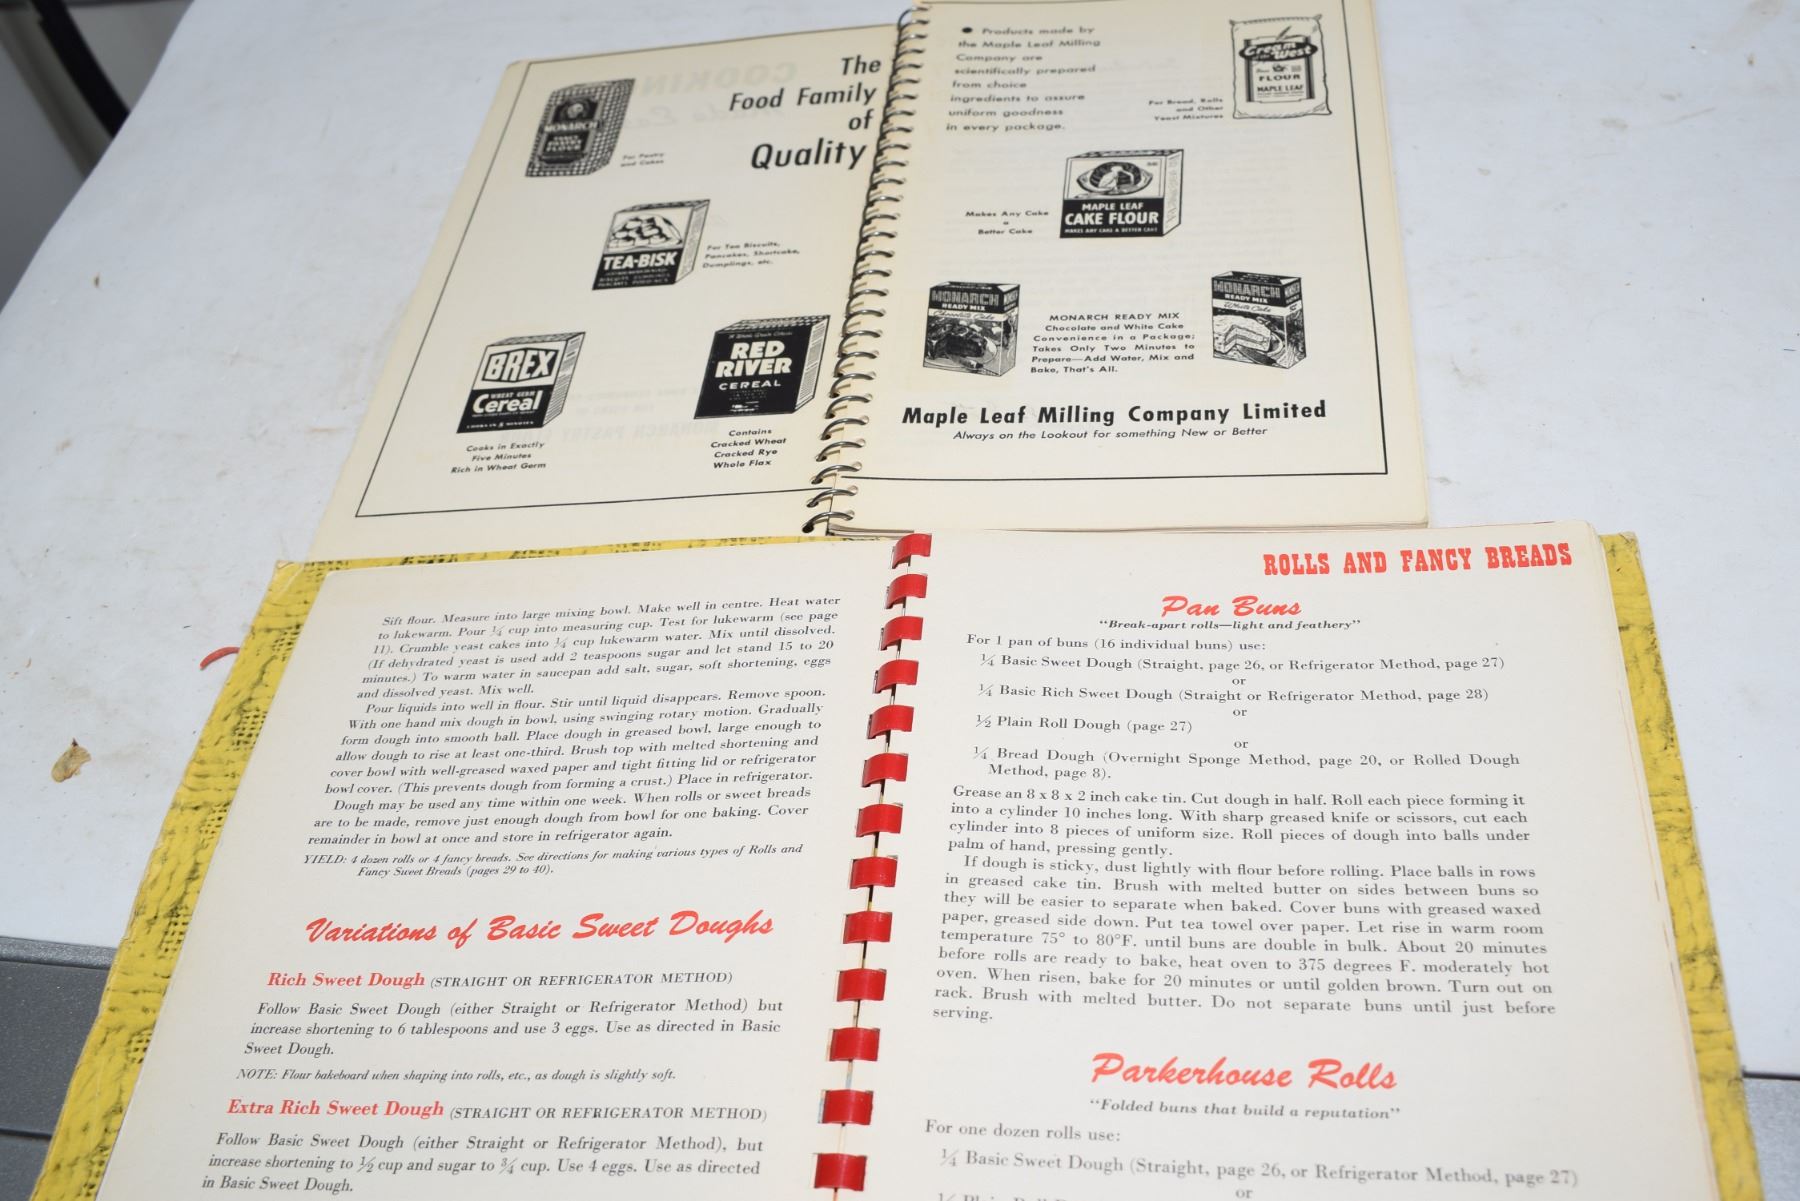 The
Food Family
of
Quality
MONARCH
FLOUR
For Pastry
and Cakes
TEA-BISK
For Tea Biscuits,
Pancakes, Shortcake,
Dumplings, etc.
BREX
WHEAT GERM
Cereal
COOKS IN 5 MINUTES
Cooks in Exactly
Five Minutes
Rich in Wheat Germ
RED
RIVER
CEREAL
Contains
Cracked Wheat
Cracked Rye
Whole Flax
● Products made by
the Maple Leaf Milling
Company are
scientifically prepared
from choice
ingredients to assure
uniform goodness
in every package.
Cream
West
FLOUR
MAPLE LEAF
For Bread, Rolls
and Other
Yeast Mixtures
MAPLE LEAF
CAKE FLOUR
MAKES ANY CAKE A BETTER CAKE
Makes Any Cake
a
Better Cake
MONARCH
READY MIX
Chocolate Cake
MONARCH READY MIX
Chocolate and White Cake
Convenience in a Package;
Takes Only Two Minutes to
Prepare—Add Water, Mix and
Bake, That's All.
MONARCH
READY MIX
White Cake
Maple Leaf Milling Company Limited
Always on the Lookout for something New or Better
Sift flour. Measure into large mixing bowl. Make well in centre. Heat water
to lukewarm. Pour ¼ cup into measuring cup. Test for lukewarm (see page
11). Crumble yeast cakes into ¼ cup lukewarm water. Mix until dissolved.
(If dehydrated yeast is used add 2 teaspoons sugar and let stand 15 to 20
minutes.) To warm water in saucepan add salt, sugar, soft shortening, eggs
and dissolved yeast. Mix well.
Pour liquids into well in flour. Stir until liquid disappears. Remove spoon.
With one hand mix dough in bowl, using swinging rotary motion. Gradually
form dough into smooth ball. Place dough in greased bowl, large enough to
allow dough to rise at least one-third. Brush top with melted shortening and
cover bowl with well-greased waxed paper and tight fitting lid or refrigerator
bowl cover. (This prevents dough from forming a crust.) Place in refrigerator.
Dough may be used any time within one week. When rolls or sweet breads
are to be made, remove just enough dough from bowl for one baking. Cover
remainder in bowl at once and store in refrigerator again.
YIELD: 4 dozen rolls or 4 fancy breads. See directions for making various types of Rolls and
Fancy Sweet Breads (pages 29 to 40).
Variations of Basic Sweet Doughs
Rich Sweet Dough (STRAIGHT OR REFRIGERATOR METHOD)
Follow Basic Sweet Dough (either Straight or Refrigerator Method) but
increase shortening to 6 tablespoons and use 3 eggs. Use as directed in Basic
Sweet Dough.
NOTE: Flour bakeboard when shaping into rolls, etc., as dough is slightly soft.
Extra Rich Sweet Dough (STRAIGHT OR REFRIGERATOR METHOD)
Follow Basic Sweet Dough (either Straight or Refrigerator Method), but
increase shortening to ½ cup and sugar to ¾ cup. Use 4 eggs. Use as directed
in Basic Sweet Dough.
ROLLS AND FANCY BREADS
Pan Buns
"Break-apart rolls—light and feathery"
For 1 pan of buns (16 individual buns) use:
¼ Basic Sweet Dough (Straight, page 26, or Refrigerator Method, page 27)
or
¼ Basic Rich Sweet Dough (Straight or Refrigerator Method, page 28)
or
½ Plain Roll Dough (page 27)
or
¼ Bread Dough (Overnight Sponge Method, page 20, or Rolled Dough
Method, page 8).
Grease an 8 x 8 x 2 inch cake tin. Cut dough in half. Roll each piece forming it
into a cylinder 10 inches long. With sharp greased knife or scissors, cut each
cylinder into 8 pieces of uniform size. Roll pieces of dough into balls under
palm of hand, pressing gently.
If dough is sticky, dust lightly with flour before rolling. Place balls in rows
in greased cake tin. Brush with melted butter on sides between buns so
they will be easier to separate when baked. Cover buns with greased waxed
paper, greased side down. Put tea towel over paper. Let rise in warm room
temperature 75° to 80°F. until buns are double in bulk. About 20 minutes
before rolls are ready to bake, heat oven to 375 degrees F. moderately hot
oven. When risen, bake for 20 minutes or until golden brown. Turn out on
rack. Brush with melted butter. Do not separate buns until just before
serving.
Parkerhouse Rolls
"Folded buns that build a reputation"
For one dozen rolls use:
¼ Basic Sweet Dough (Straight, page 26, or Refrigerator Method, page 27)
or